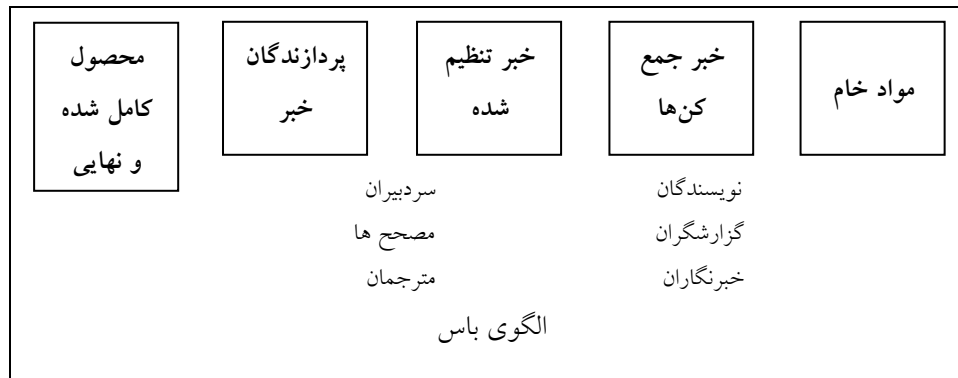 مواد خام
خبر جمع
کن‌ها
خبر تنظیم
شده
پردازندگان
خبر
محصول
کامل شده
و نهایی
نویسندگان
گزارشگران
خبرنگاران
سردبیران
مصحح ها
مترجمان
الگوی باس